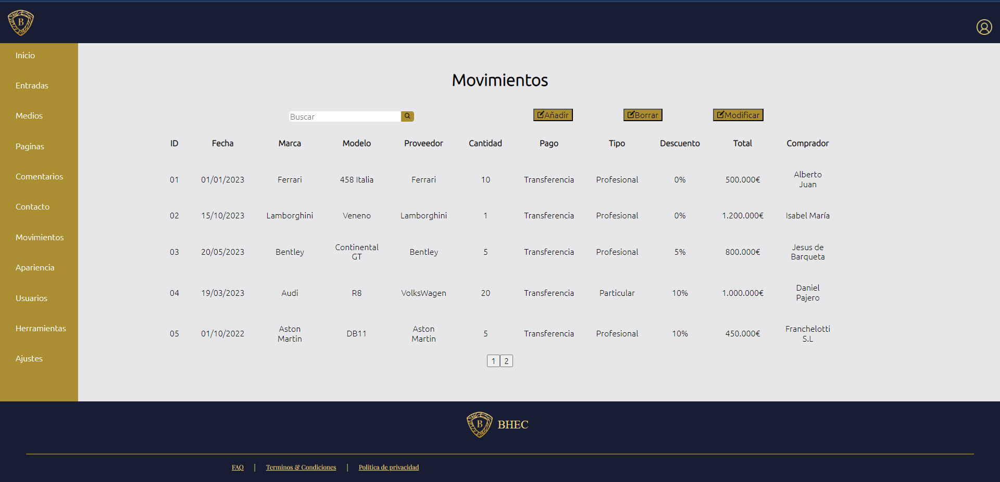 B
Inicio
Entradas
Medios
Paginas
Comentarios
Contacto
Movimientos
Apariencia
Usuarios
Herramientas
Ajustes
Movimientos
Buscar
Añadir
Borrar
Modificar
ID Fecha Marca Modelo Proveedor Cantidad Pago Tipo Descuento Total Comprador
01 01/01/2023 Ferrari 458 Italia Ferrari 10 Transferencia Profesional 0% 500.000€ Alberto
Juan
02 15/10/2023 Lamborghini Veneno Lamborghini 1 Transferencia Profesional 0% 1.200.000€ Isabel María
03 20/05/2023 Bentley Continental
GT Bentley 5 Transferencia Profesional 5% 800.000€ Jesus de
Barqueta
04 19/03/2023 Audi R8 VolksWagen 20 Transferencia Particular 10% 1.000.000€ Daniel
Pajero
05 01/10/2022 Aston
Martin DB11 Aston
Martin 5 Transferencia Profesional 10% 450.000€ Franchelotti
S.L
1 2
B
BHEC
FAQ | Terminos & Condiciones | Politica de privacidad